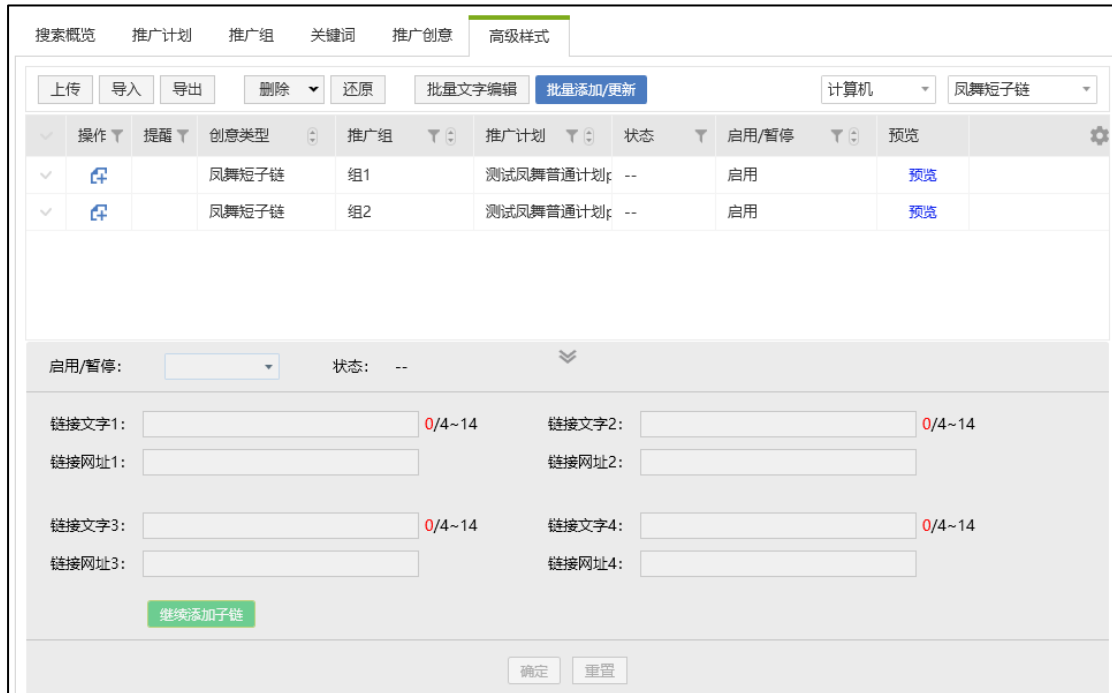 搜索概览 推广计划 推广组 关键词 推广创意 高级样式
上传 导入 导出 删除 还原 批量文字编辑 批量添加/更新 计算机 凤舞短子链
操作 提醒 创意类型 推广组 推广计划 状态 启用/暂停 预览
凤舞短子链 组1 测试凤舞普通计划p -- 启用 预览
凤舞短子链 组2 测试凤舞普通计划p -- 启用 预览
启用/暂停: 状态: --
链接文字1: 0/4~14 链接文字2: 0/4~14
链接网址1: 链接网址2:
链接文字3: 0/4~14 链接文字4: 0/4~14
链接网址3: 链接网址4:
继续添加子链
确定 重置